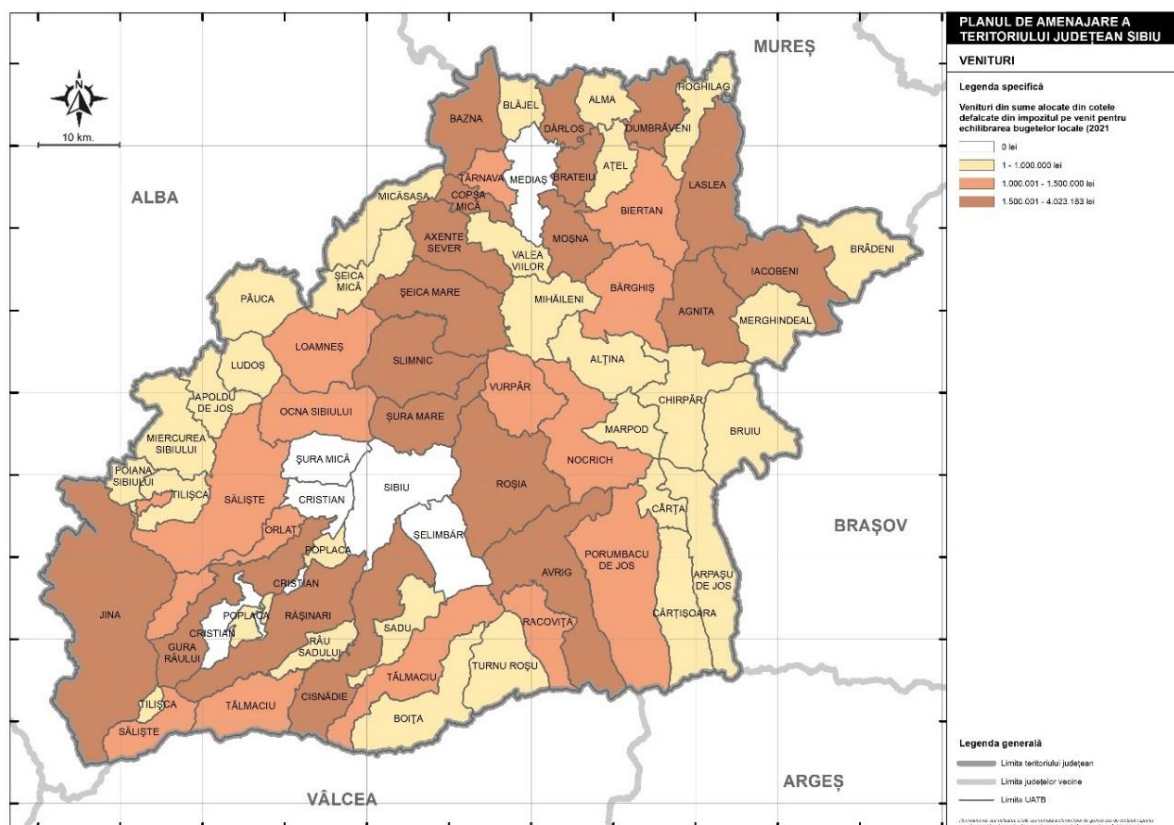 PLANUL DE AMENAJARE A
TERITORIULUI JUDEȚEAN SIBIU
VENITURI
Legenda specifică
Venituri din sume alocate din cotele
defalcate din impozitul pe venit pentru
echilibrarea bugetelor locale (2021
0 lei
1 - 1.000.000 lei
1.000.001 - 1.500.000 lei
1.500.001 - 4.023.183 lei
N
10 km.
MUREȘ
ALBA
BRAȘOV
ARGEȘ
VÂLCEA
HOGHILAG
BLĂJEL
ALMA
BAZNA
DÂRLOS
DUMBRĂVENI
AȚEL
TÂRNAVA
MEDIAȘ
BRATEIU
LASLEA
MICĂSASA
COPȘA
MICĂ
BIERTAN
AXENTE
SEVER
MOȘNA
BRĂDENI
VALEA
VIILOR
IACOBENI
ȘEICA
MICĂ
ȘEICA MARE
MIHĂILENI
BÂRGHIȘ
PĂUCA
AGNITA
MERGHINDEAL
LOAMNEȘ
SLIMNIC
ALȚINA
LUDOȘ
VURPĂR
APOLDU
DE JOS
CHIRPĂR
OCNA SIBIULUI
ȘURA MARE
MARPOD
BRUIU
MIERCUREA
SIBIULUI
ȘURA MICĂ
NOCRICH
POIANA
SIBIULUI
TILIȘCA
SĂLIȘTE
CRISTIAN
SIBIU
ROȘIA
CÂRȚA
ORLAT
ȘELIMBĂR
POPLACA
PORUMBACU
DE JOS
AVRIG
ARPAȘU
DE JOS
CRISTIAN
CÂRȚIȘOARA
JINA
POPLACA
RĂȘINARI
RACOVIȚA
SADU
CRISTIAN
GURA
RÂULUI
RÂU
SADULUI
TURNU ROȘU
TĂLMACIU
TILIȘCA
TĂLMACIU
CISNĂDIE
BOIȚA
SĂLIȘTE
Legenda generală
Limita teritoriului județean
Limita județelor vecine
Limita UATB